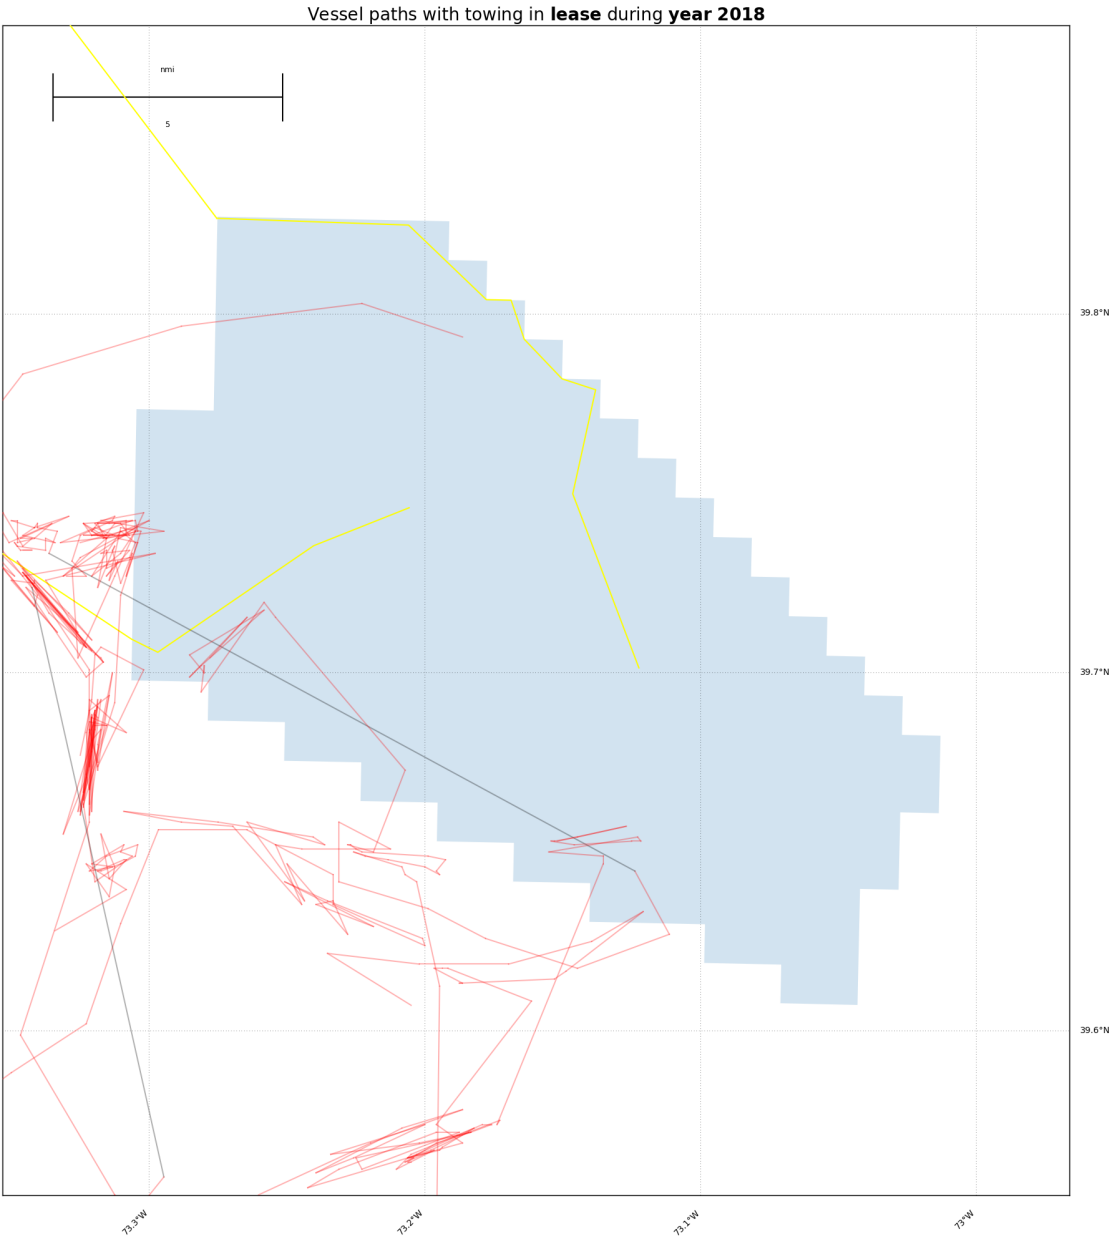 Vessel paths with towing in lease during year 2018
nmi
5
39.8°N
39.7°N
39.6°N
73.3°W
73.2°W
73.1°W
73°W